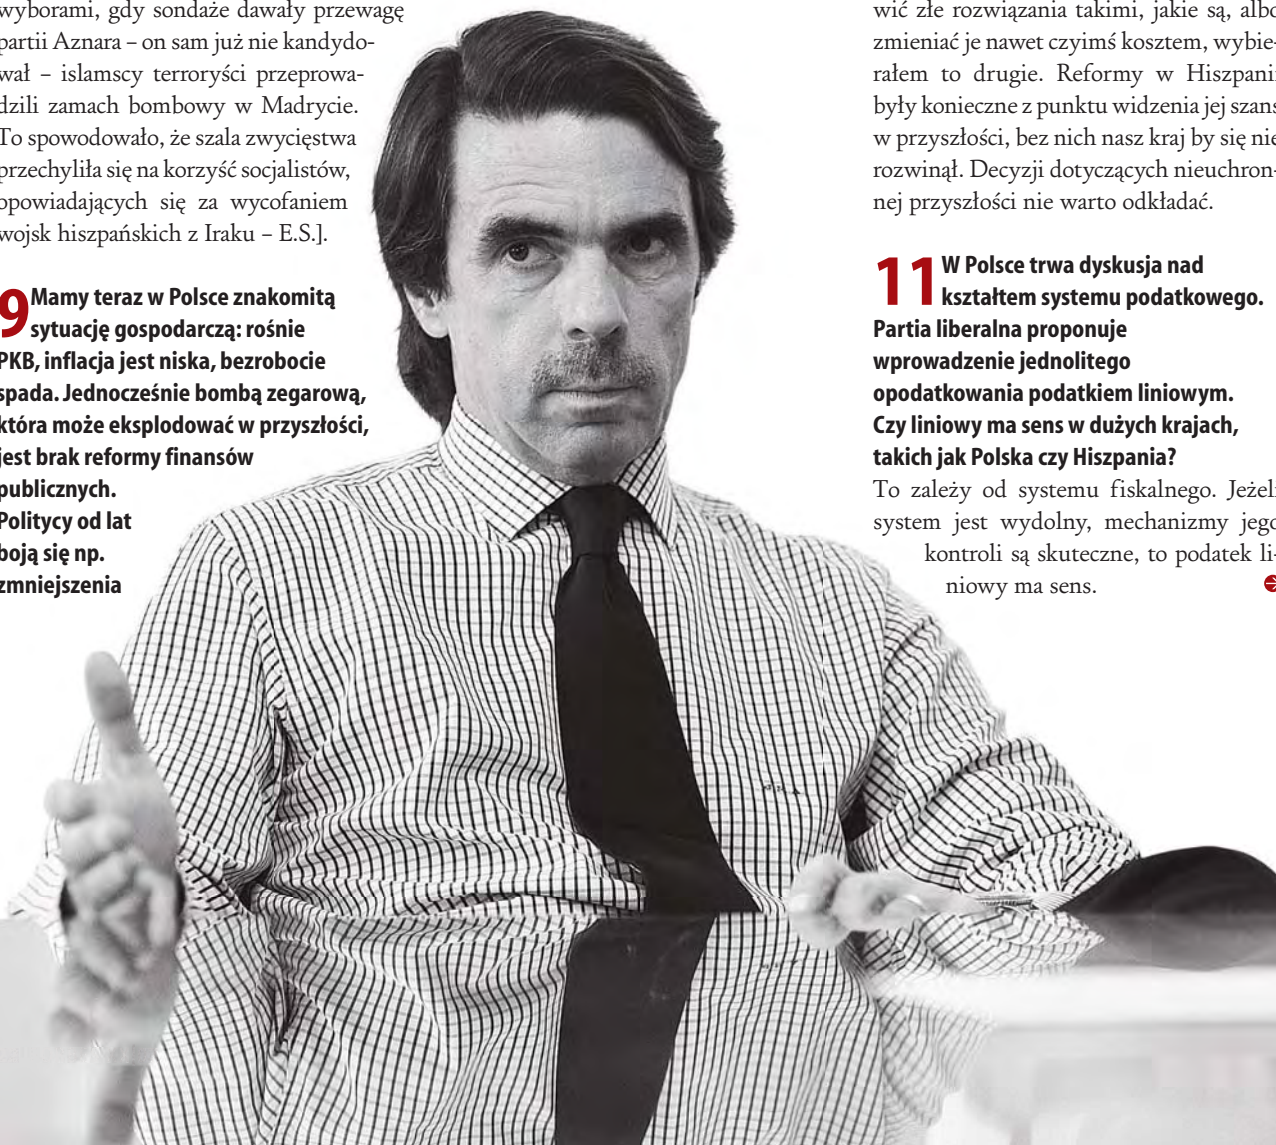 wyborami, gdy sondaże dawały przewagę
partii Aznara – on sam już nie kandydo-
wał – islamscy terroryści przeprowa-
dzili zamach bombowy w Madrycie.
To spowodowało, że szala zwycięstwa
przechyliła się na korzyść socjalistów,
opowiadających się za wycofaniem
wojsk hiszpańskich z Iraku – E.S.].
9 Mamy teraz w Polsce znakomitą
sytuację gospodarczą: rośnie
PKB, inflacja jest niska, bezrobocie
spada. Jednocześnie bombą zegarową,
która może eksplodować w przyszłości,
jest brak reformy finansów
publicznych.
Politycy od lat
boją się np.
zmniejszenia
wić złe rozwiązania takimi, jakie są, albo
zmieniać je nawet czyimś kosztem, wybie-
rałem to drugie. Reformy w Hiszpanii
były konieczne z punktu widzenia jej szans
w przyszłości, bez nich nasz kraj by się nie
rozwinął. Decyzji dotyczących nieuchron-
nej przyszłości nie warto odkładać.
11 W Polsce trwa dyskusja nad
kształtem systemu podatkowego.
Partia liberalna proponuje
wprowadzenie jednolitego
opodatkowania podatkiem liniowym.
Czy liniowy ma sens w dużych krajach,
takich jak Polska czy Hiszpania?
To zależy od systemu fiskalnego. Jeżeli
system jest wydolny, mechanizmy jego
kontroli są skuteczne, to podatek li-
niowy ma sens.